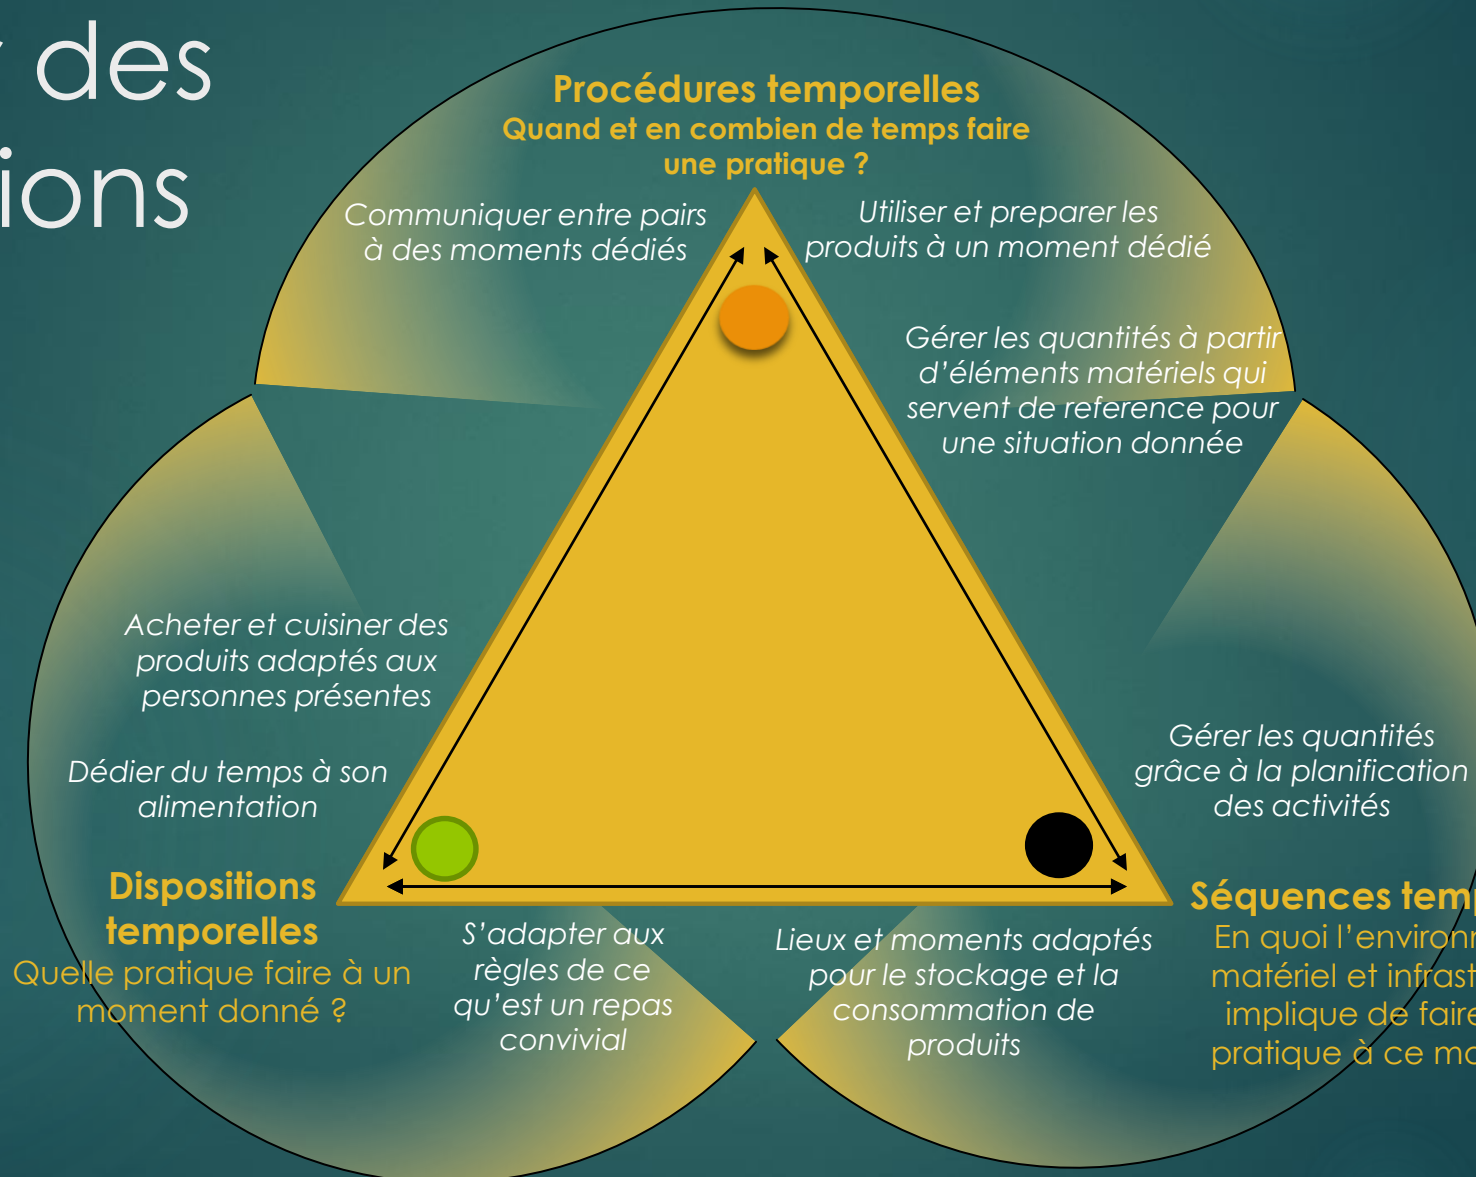 des
ions
Procédures temporelles
Quand et en combien de temps faire
une pratique ?
Communiquer entre pairs
à des moments dédiés
Utiliser et preparer les
produits à un moment dédié
Gérer les quantités à partir
d'éléments matériels qui
servent de reference pour
une situation donnée
Acheter et cuisiner des
produits adaptés aux
personnes présentes
Dédier du temps à son
alimentation
Gérer les quantités
grâce à la planification
des activités
Dispositions
temporelles
Quelle pratique faire à un
moment donné ?
S'adapter aux
règles de ce
qu'est un repas
convivial
Lieux et moments adaptés
pour le stockage et la
consommation de
produits
Séquences temp
En quoi l'environn
matériel et infrast
implique de faire
pratique à ce mo